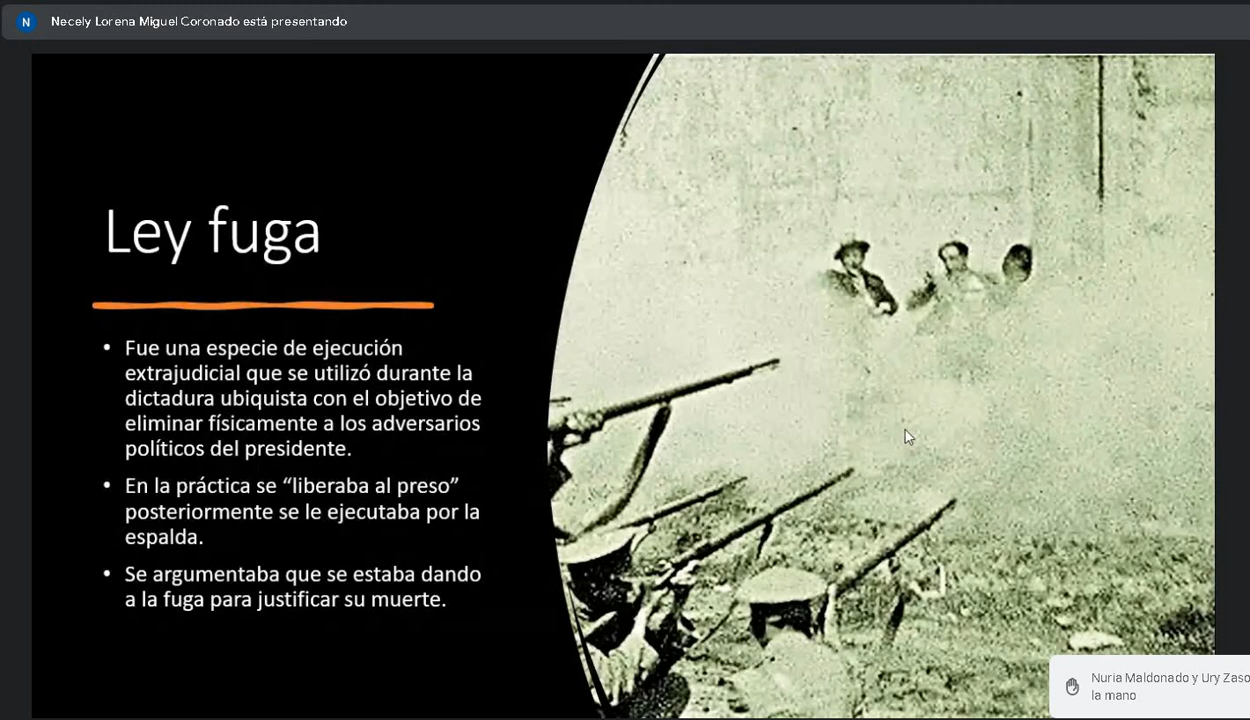 N Necely Lorena Miguel Coronado está presentando
Ley fuga
• Fue una especie de ejecución
extrajudicial que se utilizó durante la
dictadura ubiquista con el objetivo de
eliminar físicamente a los adversarios
políticos del presidente.
• En la práctica se “liberaba al preso”
posteriormente se le ejecutaba por la
espalda.
• Se argumentaba que se estaba dando
a la fuga para justificar su muerte.
Nuria Maldonado y Ury Zaso
la mano